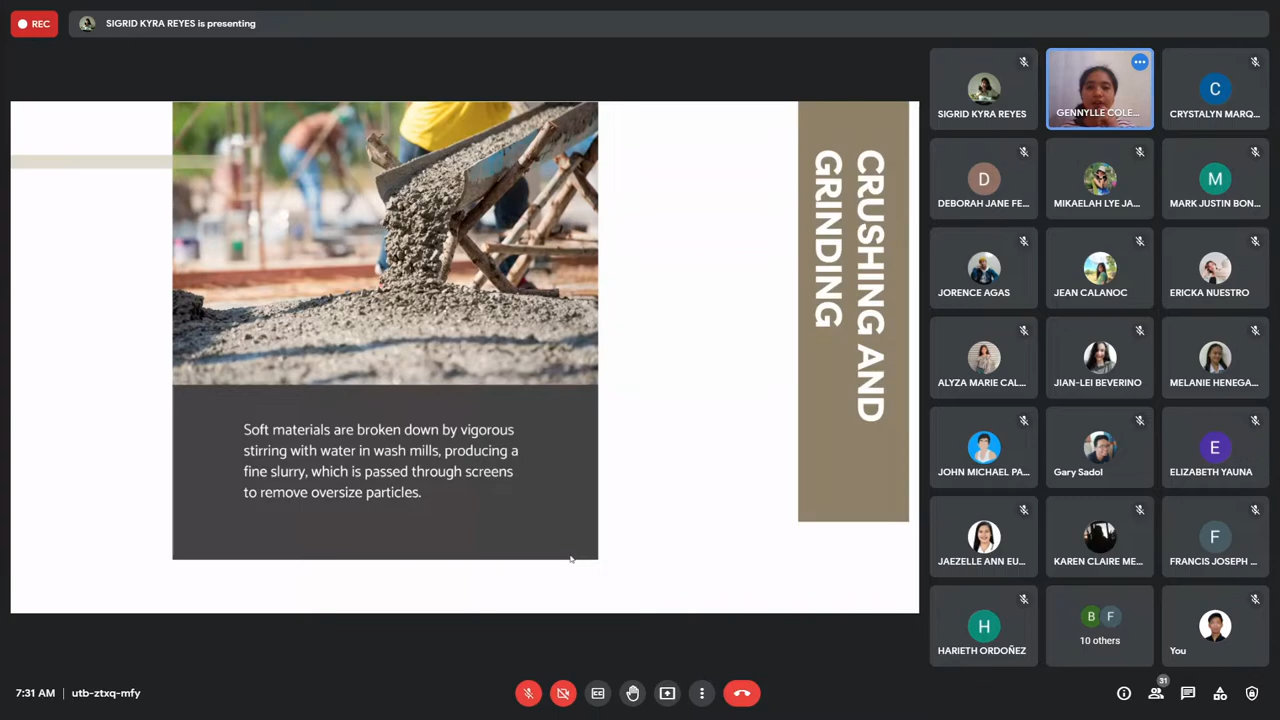 REC
SIGRID KYRA REYES is presenting
CRUSHING AND
GRINDING
Soft materials are broken down by vigorous
stirring with water in wash mills, producing a
fine slurry, which is passed through screens
to remove oversize particles.
SIGRID KYRA REYES
GENNYLLE COLE...
C
CRYSTALYN MARQ...
D
DEBORAH JANE FE...
MIKAELAH LYE JA...
M
MARK JUSTIN BON...
JORENCE AGAS
JEAN CALANOC
ERICKA NUESTRO
ALYZA MARIE CAL...
JIAN-LEI BEVERINO
MELANIE HENEGA...
JOHN MICHAEL PA...
Gary Sadol
E
ELIZABETH YAUNA
JAEZELLE ANN EU...
KAREN CLAIRE ME...
F
FRANCIS JOSEPH ...
H
HARIETH ORDOÑEZ
B F
10 others
You
7:31 AM | utb-ztxq-mfy
CC
31